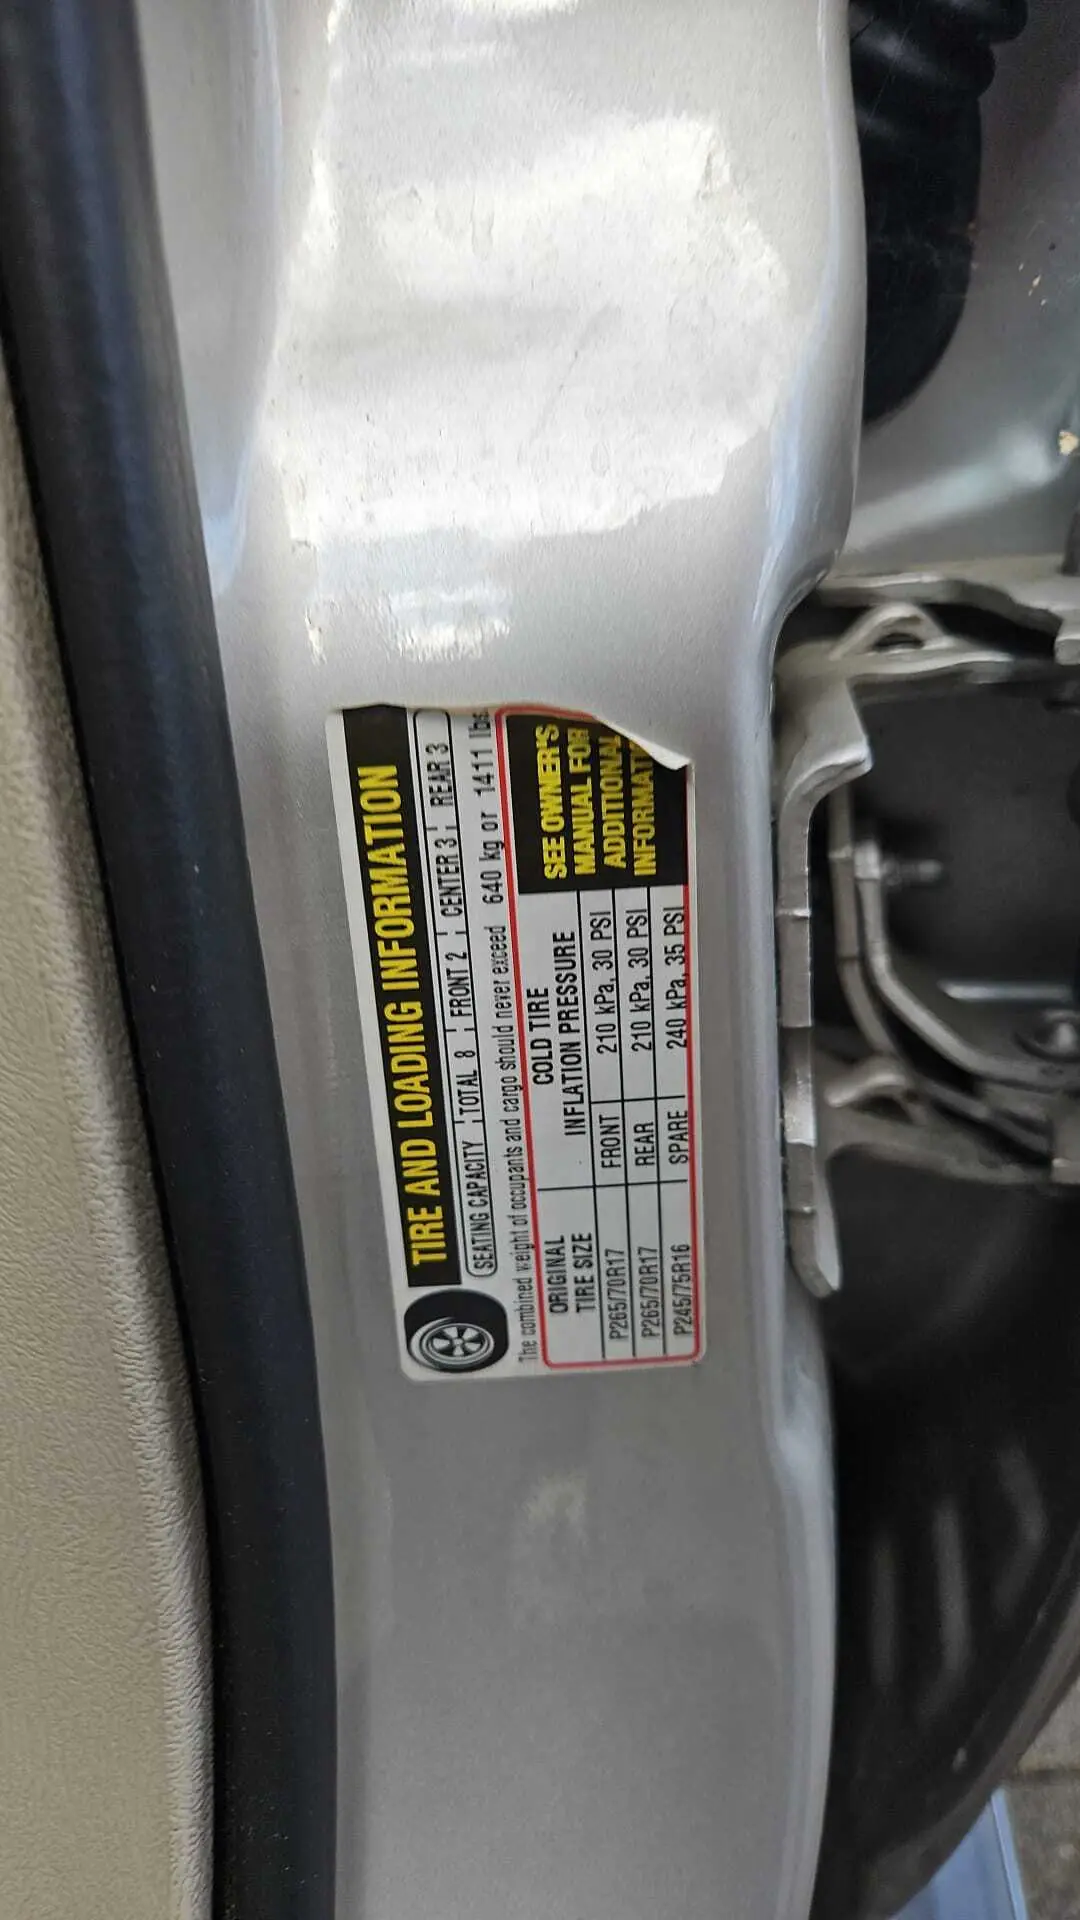 TIRE AND LOADING INFORMATION
SEATING CAPACITY TOTAL 8 FRONT 2 CENTER 3 REAR 3
The combined weight of occupants and cargo should never exceed 640 kg or 1411 lbs
ORIGINAL TIRE SIZE COLD TIRE INFLATION PRESSURE
P265/70R17 FRONT 210 kPa, 30 PSI
P265/70R17 REAR 210 kPa, 30 PSI
P245/75R16 SPARE 240 kPa, 35 PSI
SEE OWNER'S
MANUAL FOR
ADDITIONAL
INFORMATI